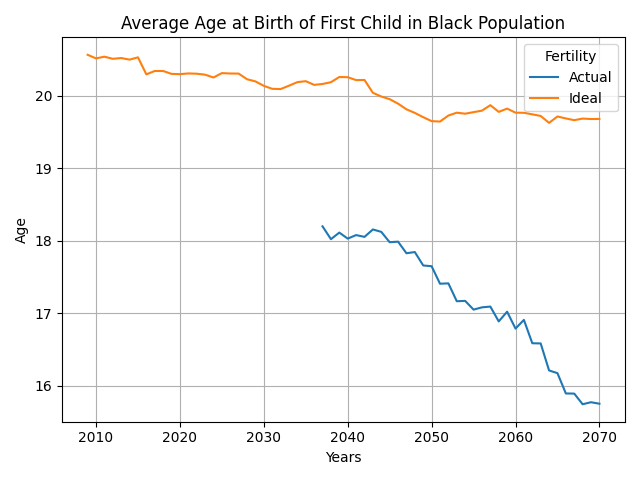 Average Age at Birth of First Child in Black Population
Fertility
Actual
Ideal
Age
20
19
18
17
16
2010 2020 2030 2040 2050 2060 2070
Years